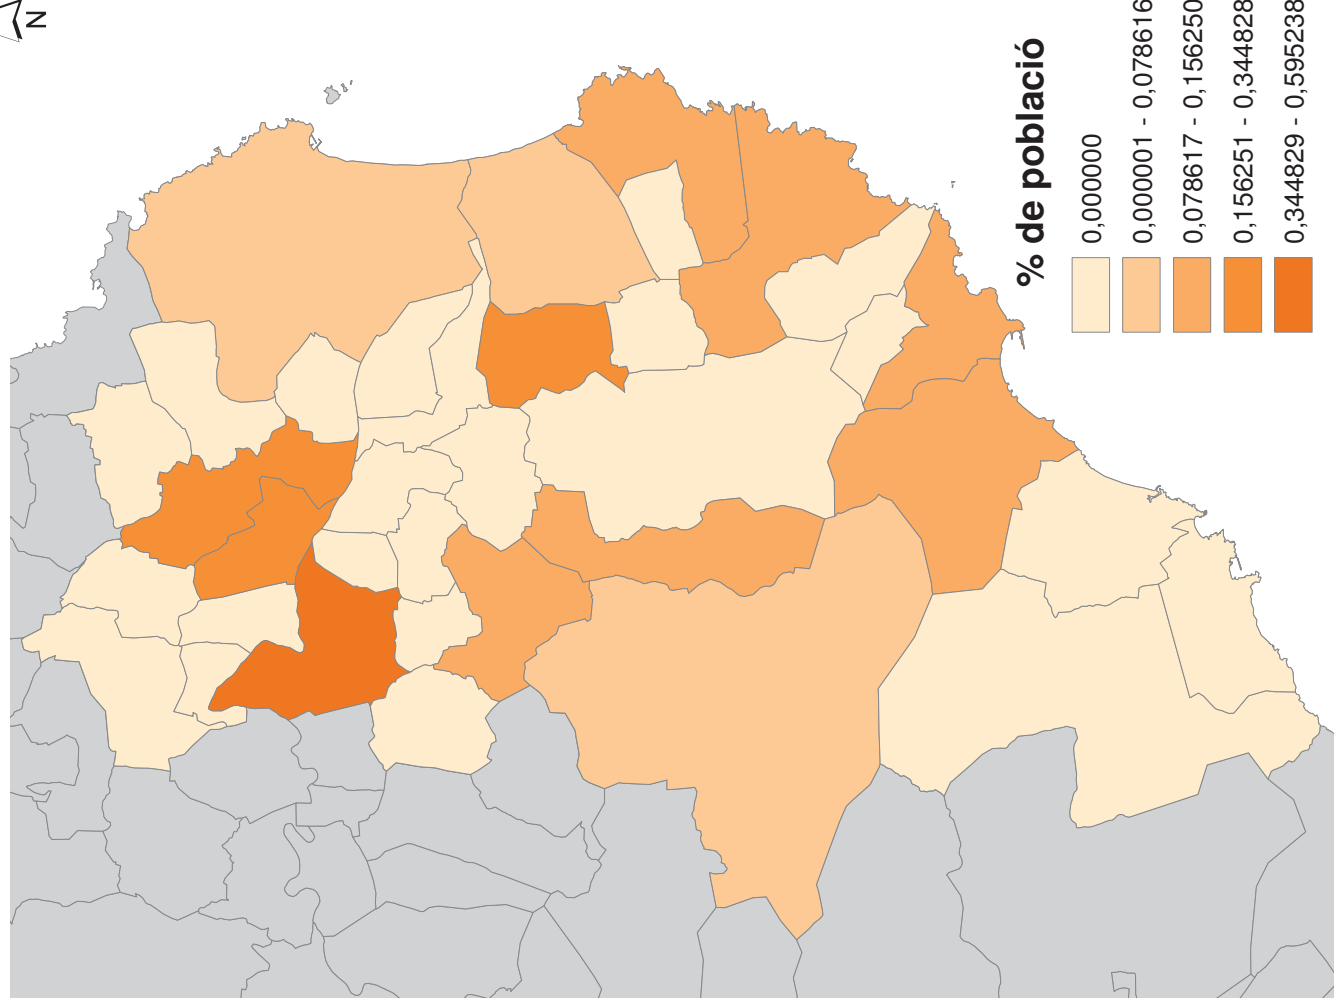 N
% de població
0,000000
0,000001 - 0,078616
0,078617 - 0,156250
0,156251 - 0,344828
0,344829 - 0,595238